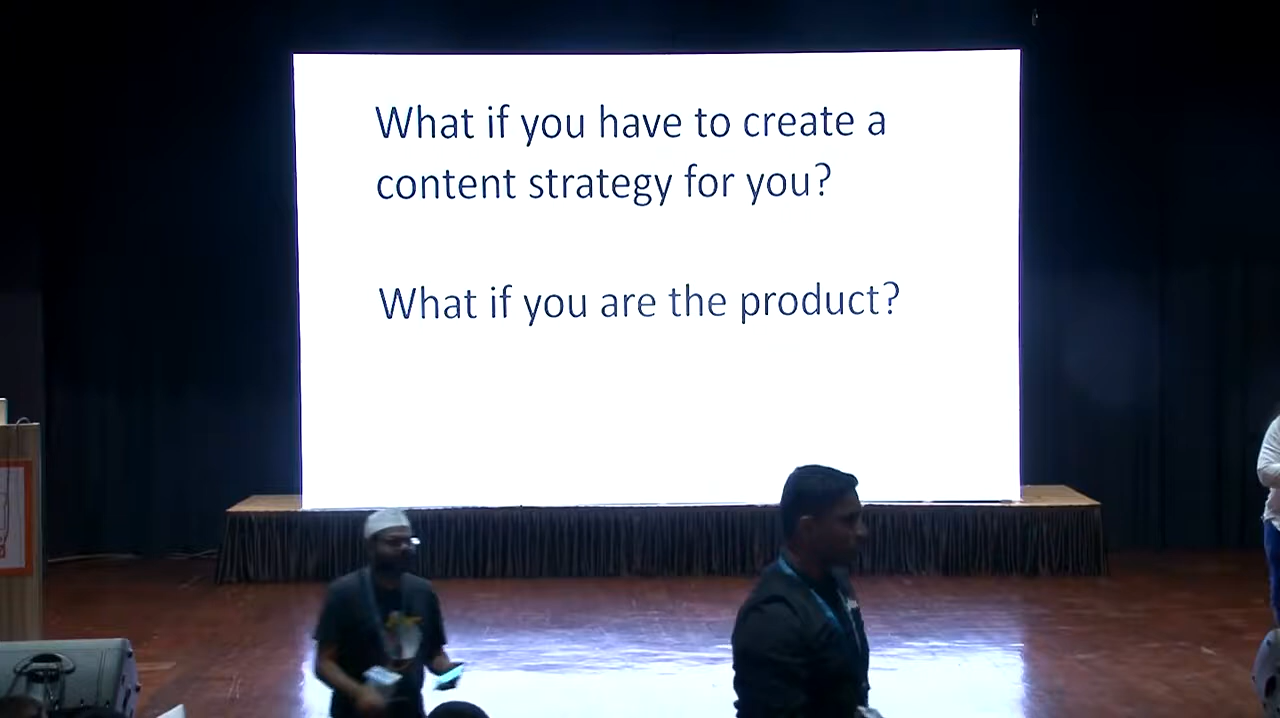 What if you have to create a
content strategy for you?
What if you are the product?